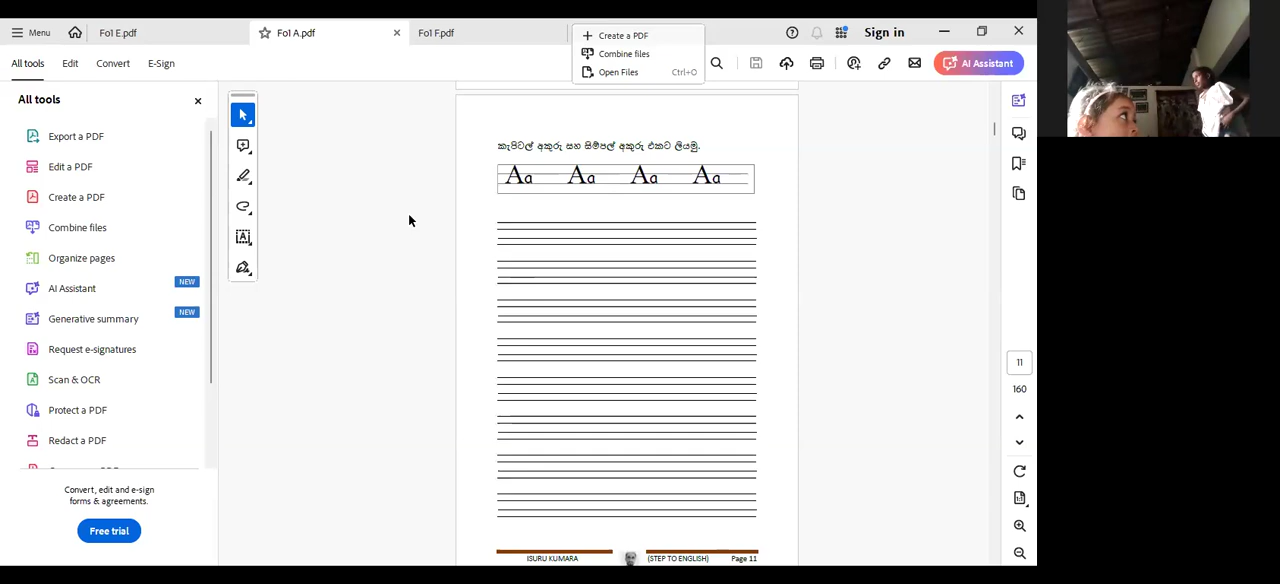 Menu
Fo1 E.pdf
Fo1 A.pdf
Fo1 F.pdf
Create a PDF
Combine files
Open Files Ctrl+O
Sign in
All tools
Edit
Convert
E-Sign
AI Assistant
All tools
Export a PDF
Edit a PDF
Create a PDF
Combine files
Organize pages
AI Assistant NEW
Generative summary NEW
Request e-signatures
Scan & OCR
Protect a PDF
Redact a PDF
Convert, edit and e-sign
forms & agreements.
Free trial
කැපිටල් අකුරු සහ සිම්පල් අකුරු එකට ලියමු.
Aa Aa Aa Aa
ISURU KUMARA (STEP TO ENGLISH) Page 11
11
160